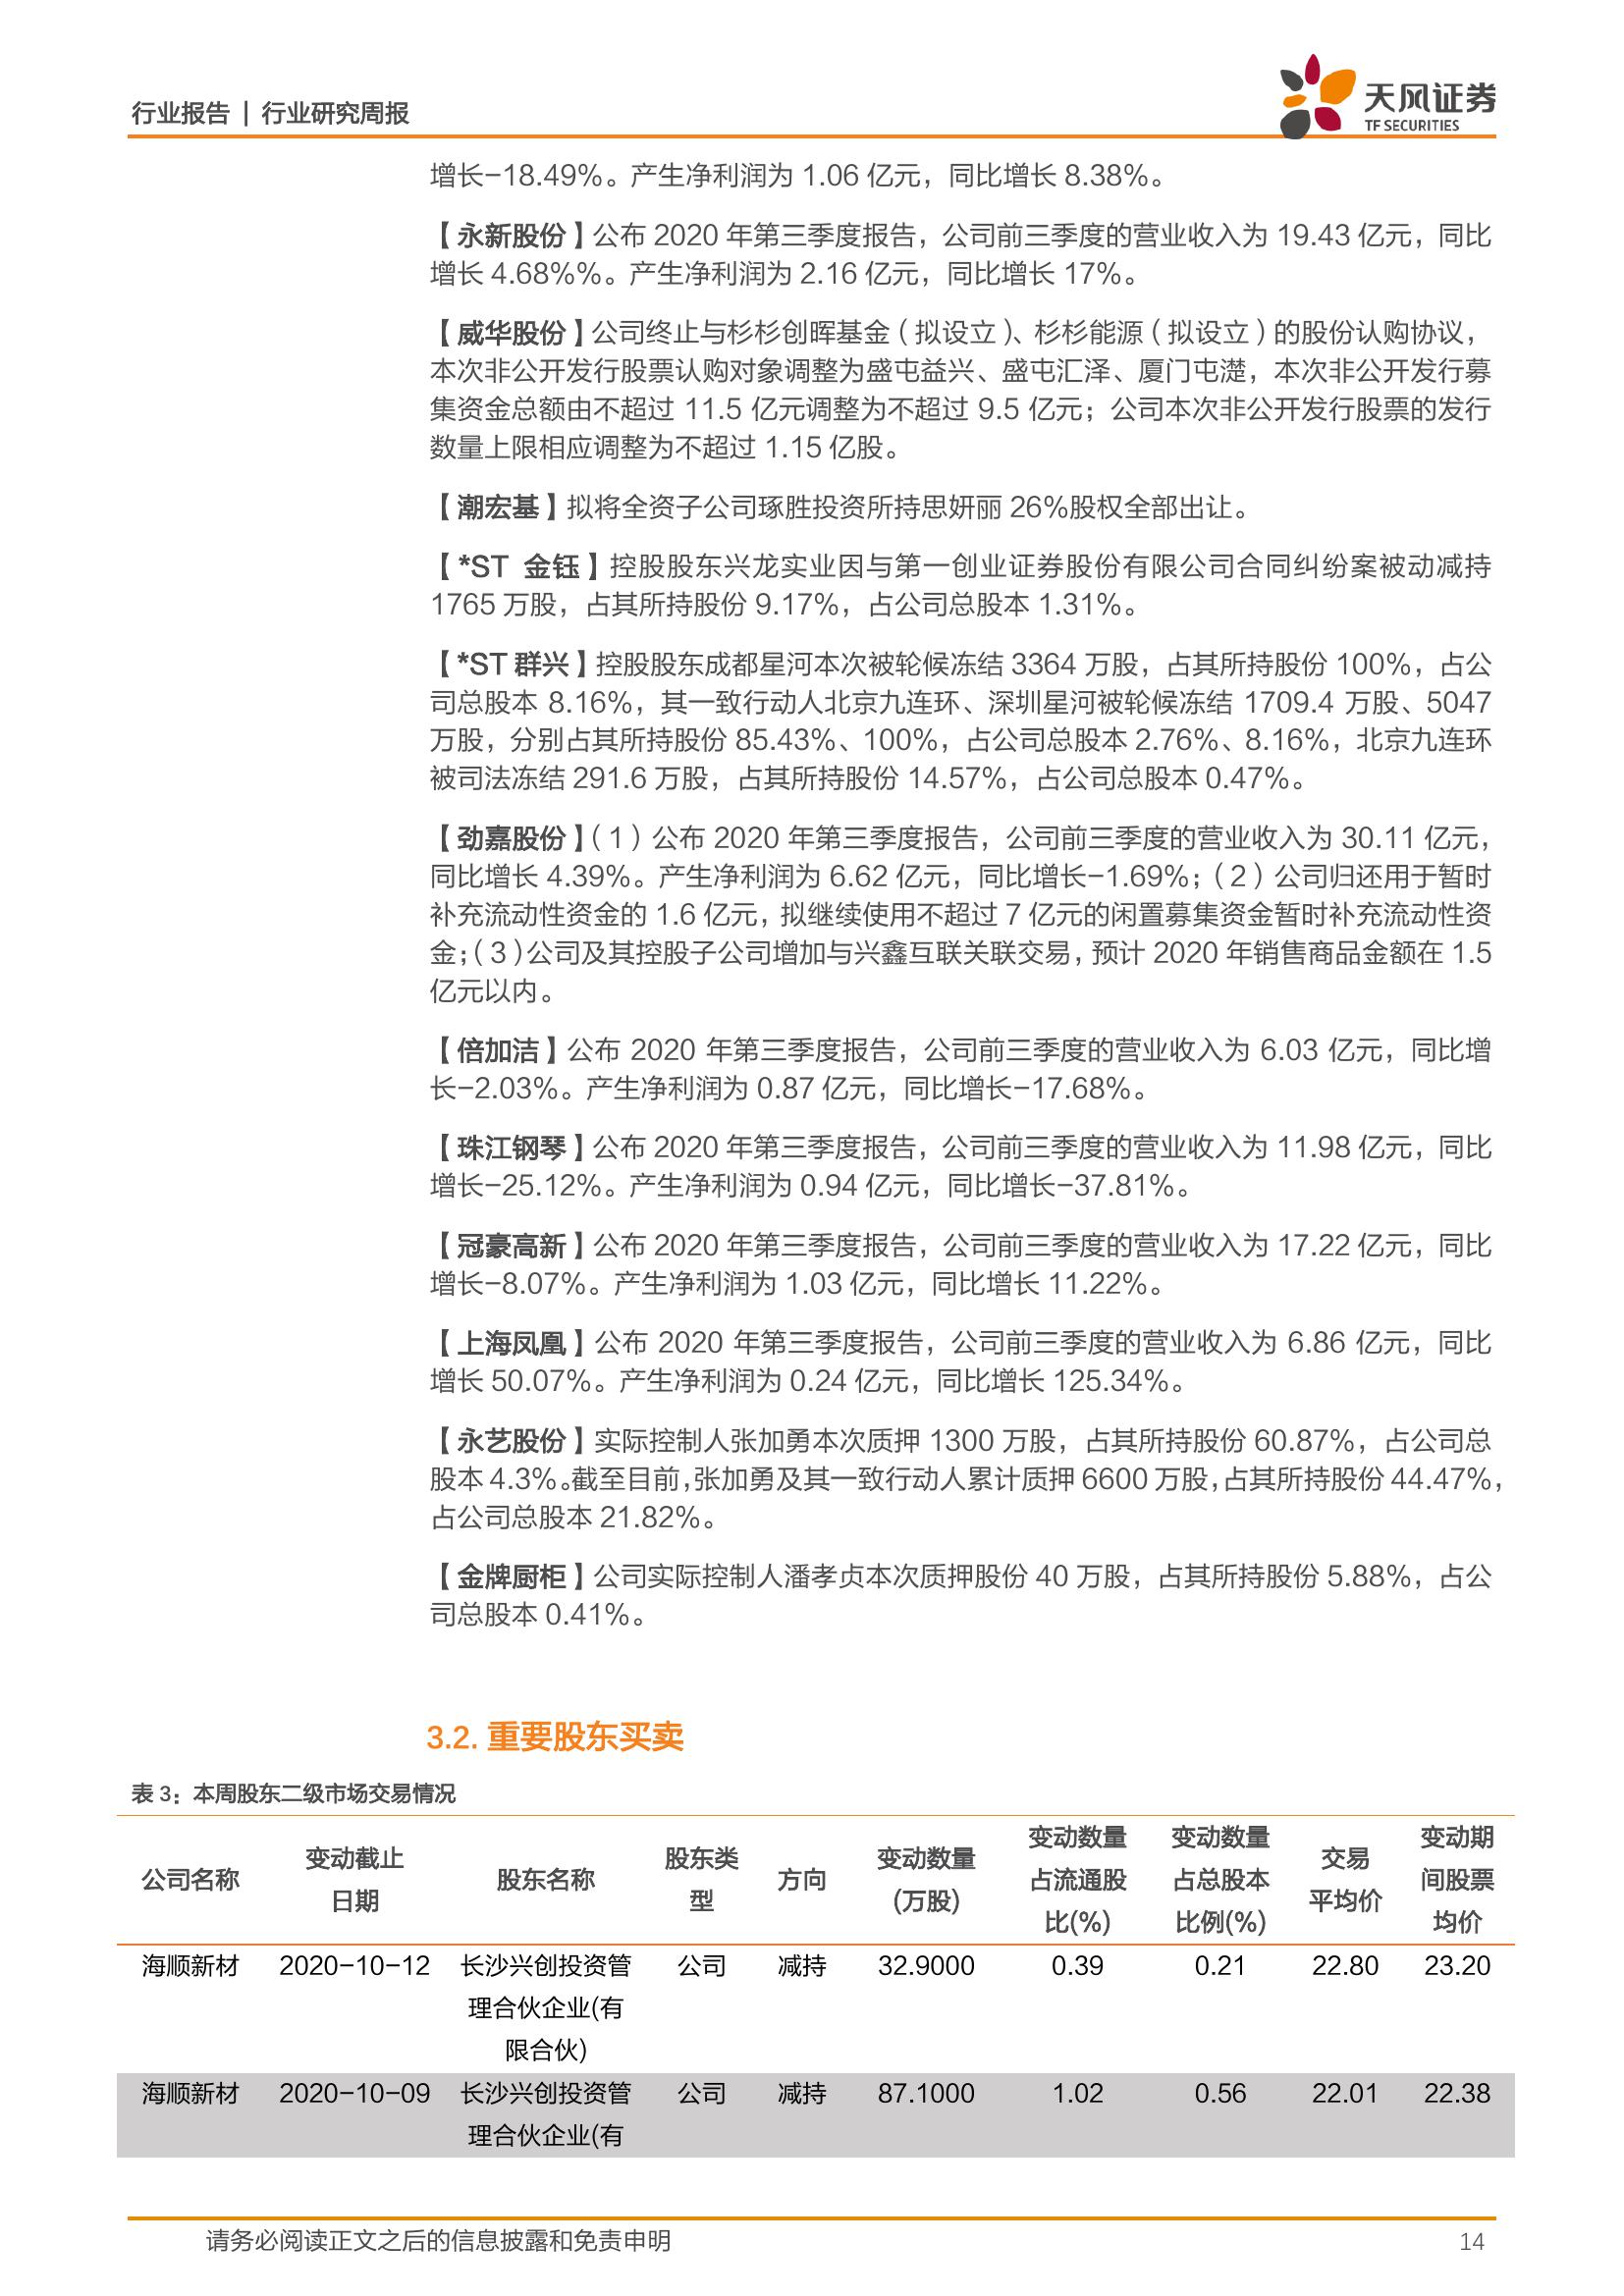 行业报告 | 行业研究周报
天风证券
TF SECURITIES
增长-18.49%。产生净利润为 1.06 亿元，同比增长 8.38%。
【永新股份】公布 2020 年第三季度报告，公司前三季度的营业收入为 19.43 亿元，同比
增长 4.68%%。产生净利润为 2.16 亿元，同比增长 17%。
【威华股份】公司终止与杉杉创晖基金（拟设立）、杉杉能源（拟设立）的股份认购协议，
本次非公开发行股票认购对象调整为盛屯益兴、盛屯汇泽、厦门屯濋，本次非公开发行募
集资金总额由不超过 11.5 亿元调整为不超过 9.5 亿元；公司本次非公开发行股票的发行
数量上限相应调整为不超过 1.15 亿股。
【潮宏基】拟将全资子公司琢胜投资所持思妍丽 26%股权全部出让。
【*ST 金钰】控股股东兴龙实业因与第一创业证券股份有限公司合同纠纷案被动减持
1765 万股，占其所持股份 9.17%，占公司总股本 1.31%。
【*ST 群兴】控股股东成都星河本次被轮候冻结 3364 万股，占其所持股份 100%，占公
司总股本 8.16%，其一致行动人北京九连环、深圳星河被轮候冻结 1709.4 万股、5047
万股，分别占其所持股份 85.43%、100%，占公司总股本 2.76%、8.16%，北京九连环
被司法冻结 291.6 万股，占其所持股份 14.57%，占公司总股本 0.47%。
【劲嘉股份】（1）公布 2020 年第三季度报告，公司前三季度的营业收入为 30.11 亿元，
同比增长 4.39%。产生净利润为 6.62 亿元，同比增长-1.69%；（2）公司归还用于暂时
补充流动性资金的 1.6 亿元，拟继续使用不超过 7 亿元的闲置募集资金暂时补充流动性资
金；（3）公司及其控股子公司增加与兴鑫互联关联交易，预计 2020 年销售商品金额在 1.5
亿元以内。
【倍加洁】公布 2020 年第三季度报告，公司前三季度的营业收入为 6.03 亿元，同比增
长-2.03%。产生净利润为 0.87 亿元，同比增长-17.68%。
【珠江钢琴】公布 2020 年第三季度报告，公司前三季度的营业收入为 11.98 亿元，同比
增长-25.12%。产生净利润为 0.94 亿元，同比增长-37.81%。
【冠豪高新】公布 2020 年第三季度报告，公司前三季度的营业收入为 17.22 亿元，同比
增长-8.07%。产生净利润为 1.03 亿元，同比增长 11.22%。
【上海凤凰】公布 2020 年第三季度报告，公司前三季度的营业收入为 6.86 亿元，同比
增长 50.07%。产生净利润为 0.24 亿元，同比增长 125.34%。
【永艺股份】实际控制人张加勇本次质押 1300 万股，占其所持股份 60.87%，占公司总
股本 4.3%。截至目前，张加勇及其一致行动人累计质押 6600 万股，占其所持股份 44.47%，
占公司总股本 21.82%。
【金牌厨柜】公司实际控制人潘孝贞本次质押股份 40 万股，占其所持股份 5.88%，占公
司总股本 0.41%。
3.2. 重要股东买卖
表 3：本周股东二级市场交易情况
公司名称 变动截止日期 股东名称 股东类型 方向 变动数量(万股) 变动数量占流通股比(%) 变动数量占总股本比例(%) 交易平均价 变动期间股票均价
海顺新材 2020-10-12 长沙兴创投资管理合伙企业(有限合伙) 公司 减持 32.9000 0.39 0.21 22.80 23.20
海顺新材 2020-10-09 长沙兴创投资管理合伙企业(有 公司 减持 87.1000 1.02 0.56 22.01 22.38
请务必阅读正文之后的信息披露和免责申明
14